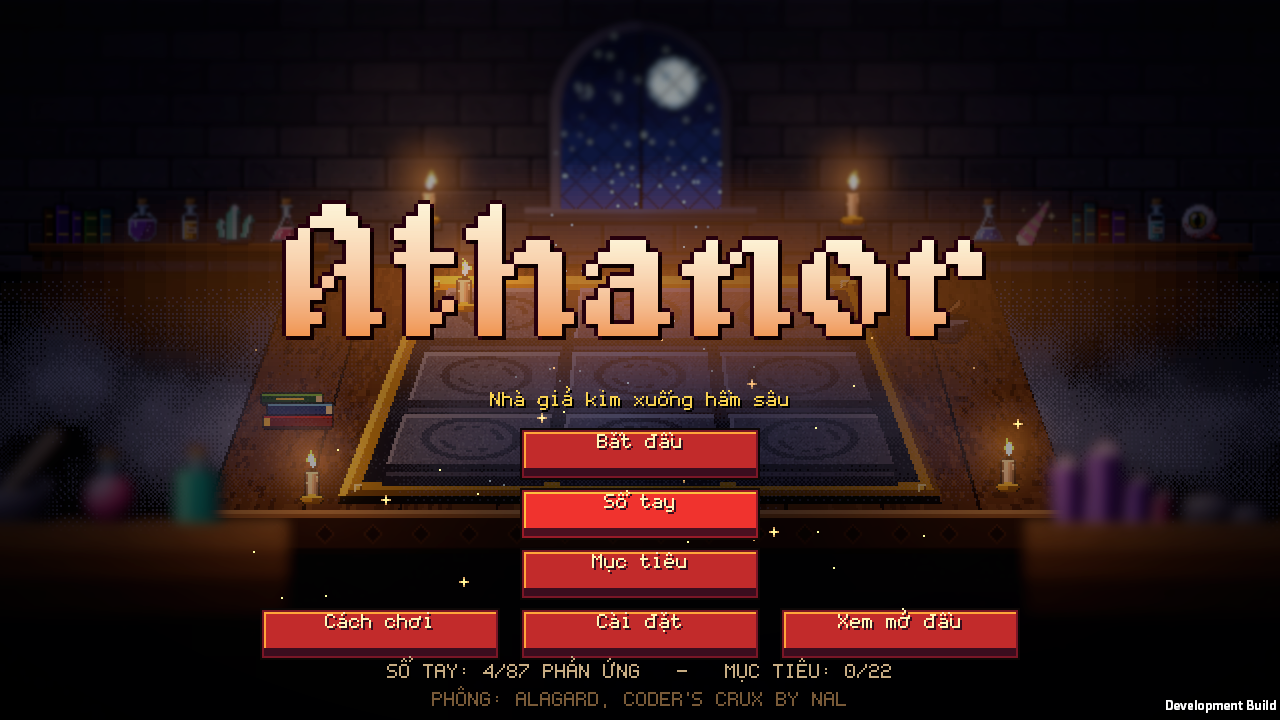 Athanor
Nhà giả kim xuống hầm sâu
Bắt đầu
Sổ tay
Mục tiêu
Cách chơi
Cài đặt
Xem mở đầu
SỔ TAY: 4/87 PHẢN ỨNG – MỤC TIÊU: 0/22
PHÔNG: ALAGARD, CODER'S CRUX BY NAL
Development Build